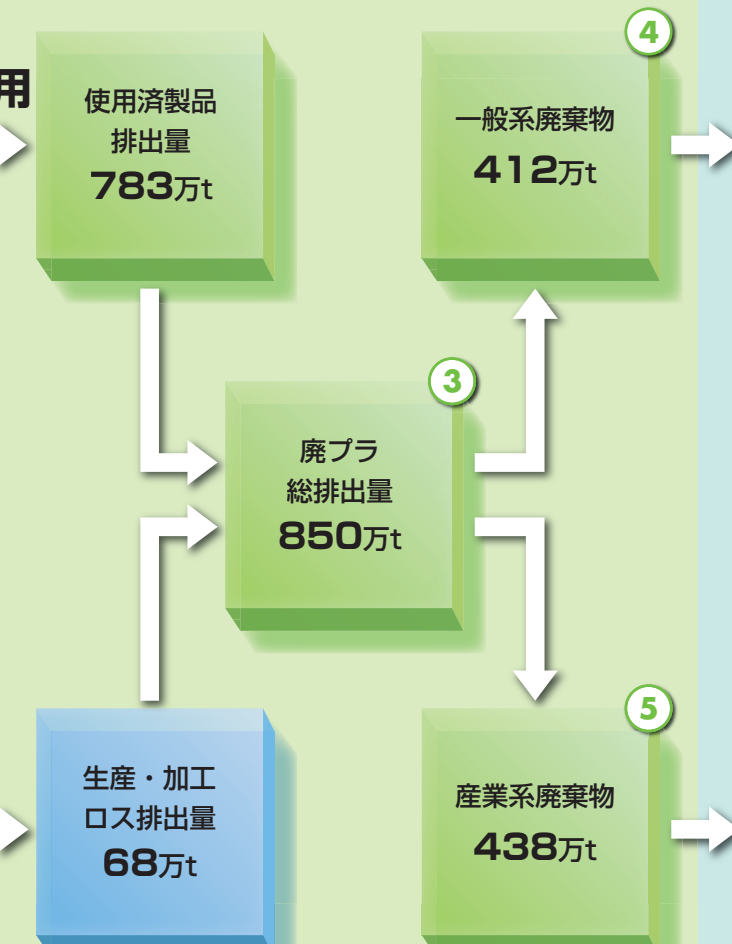 用
使用済製品
排出量
783万t
④
一般系廃棄物
412万t
③
廃プラ
総排出量
850万t
生産・加工
ロス排出量
68万t
⑤
産業系廃棄物
438万t